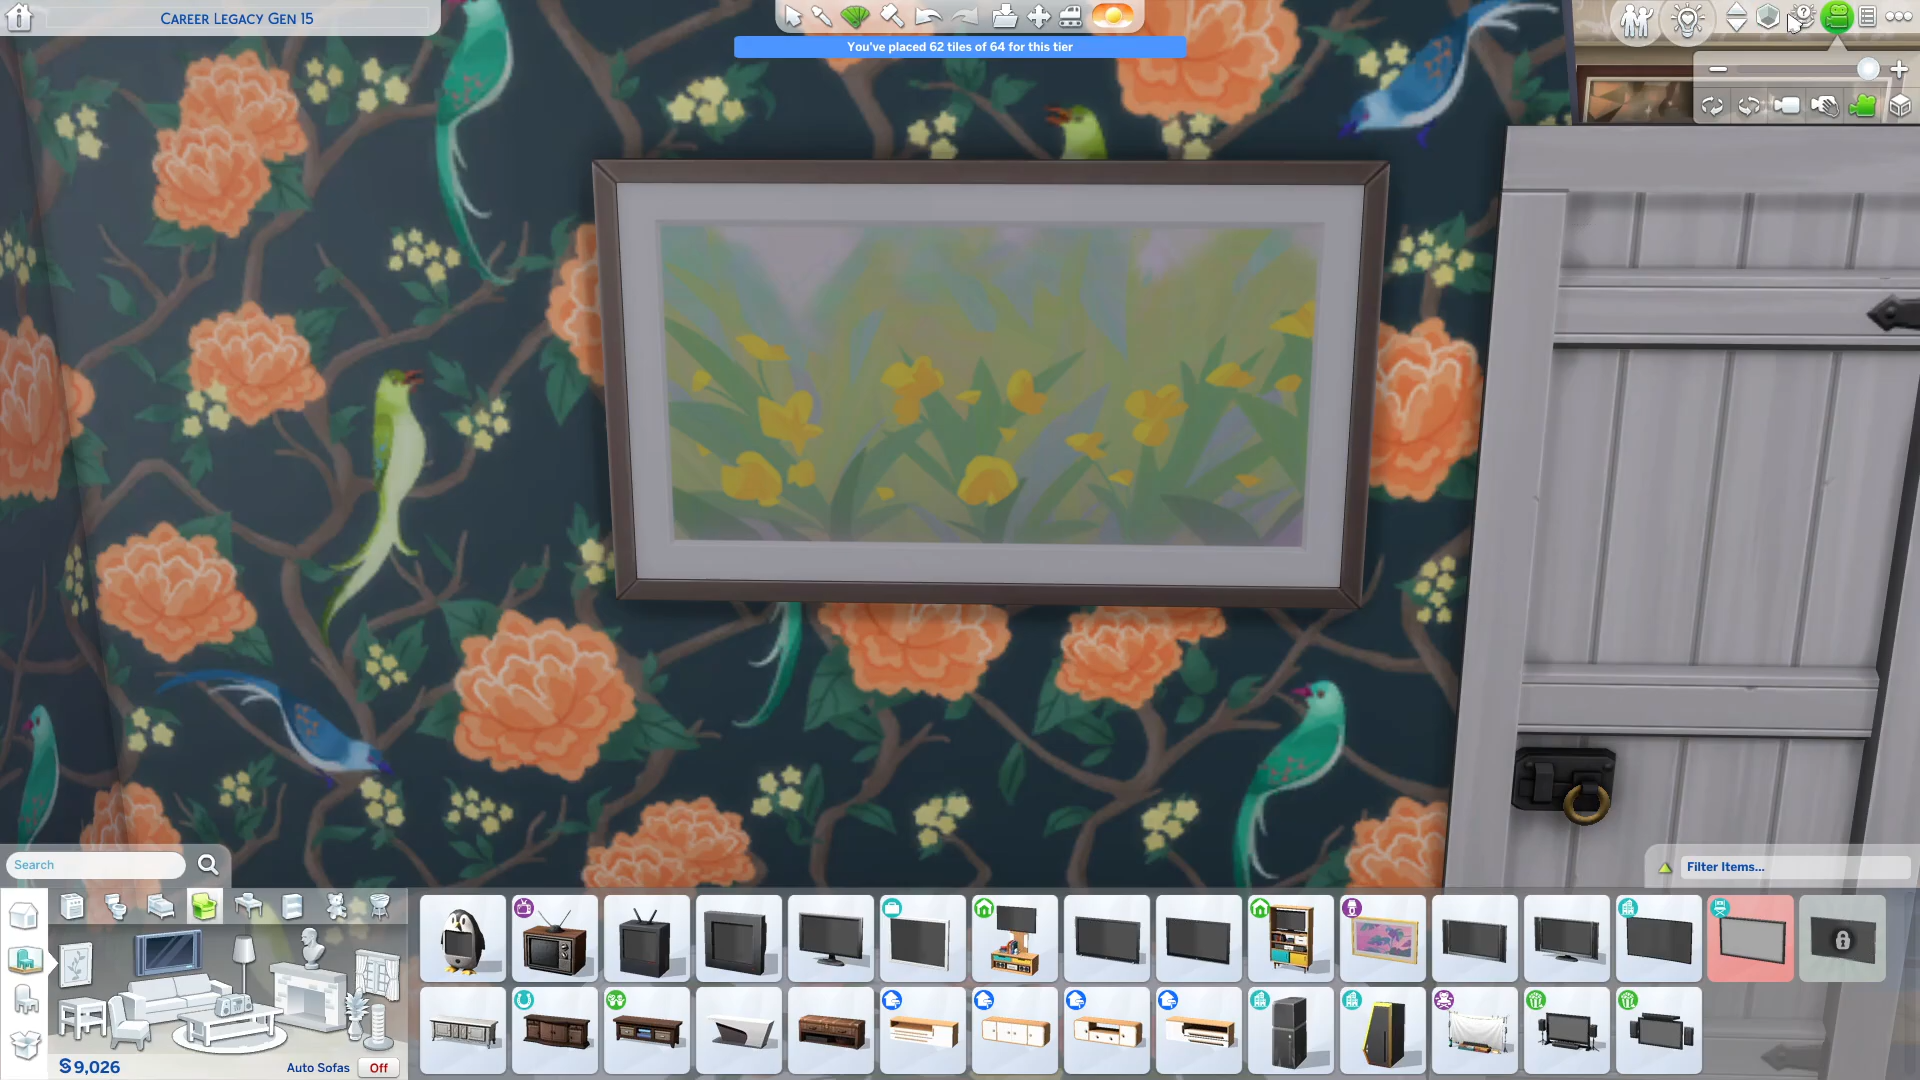 Career Legacy Gen 15
You've placed 62 tiles of 64 for this tier
Search
Filter Items...
§9,026
Auto Sofas
Off